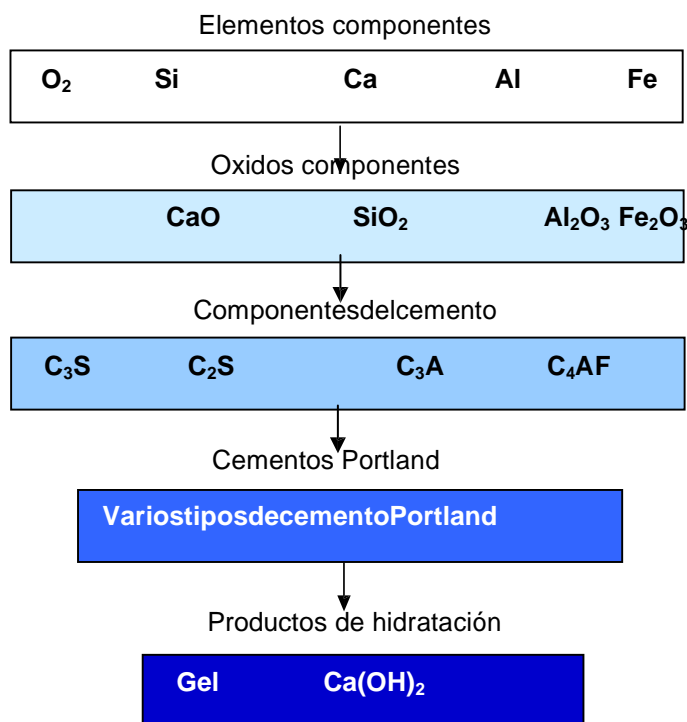 Elementos componentes
O₂ Si Ca Al Fe
Oxidos componentes
CaO SiO₂ Al₂O₃ Fe₂O₃
Componentesdelcemento
C₃S C₂S C₃A C₄AF
Cementos Portland
VariostiposdecementoPortland
Productos de hidratación
Gel Ca(OH)₂